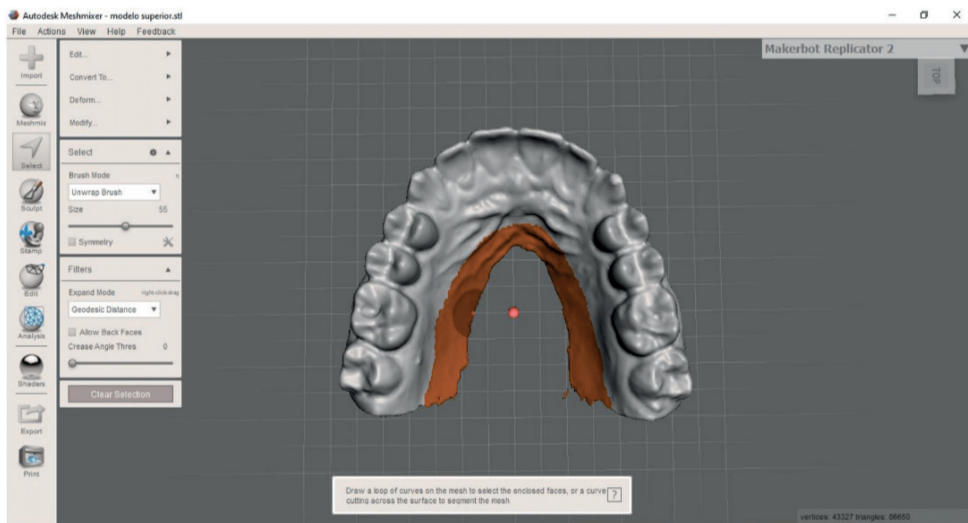 Autodesk Meshmixer - modelo superior.stl
File Actions View Help Feedback
Import
Meshmix
Select
Sculpt
Stamp
Edit
Analysis
Shaders
Export
Print
Edit...
Convert To...
Deform...
Modify...
Select
Brush Mode
Unwrap Brush
Size 55
Symmetry
Filters
Expand Mode right-click drag
Geodesic Distance
Allow Back Faces
Crease Angle Thres 0
Clear Selection
Makerbot Replicator 2
TOP
Draw a loop of curves on the mesh to select the enclosed faces, or a curve
cutting across the surface to segment the mesh
?
vertices: 43327 triangles: 86650